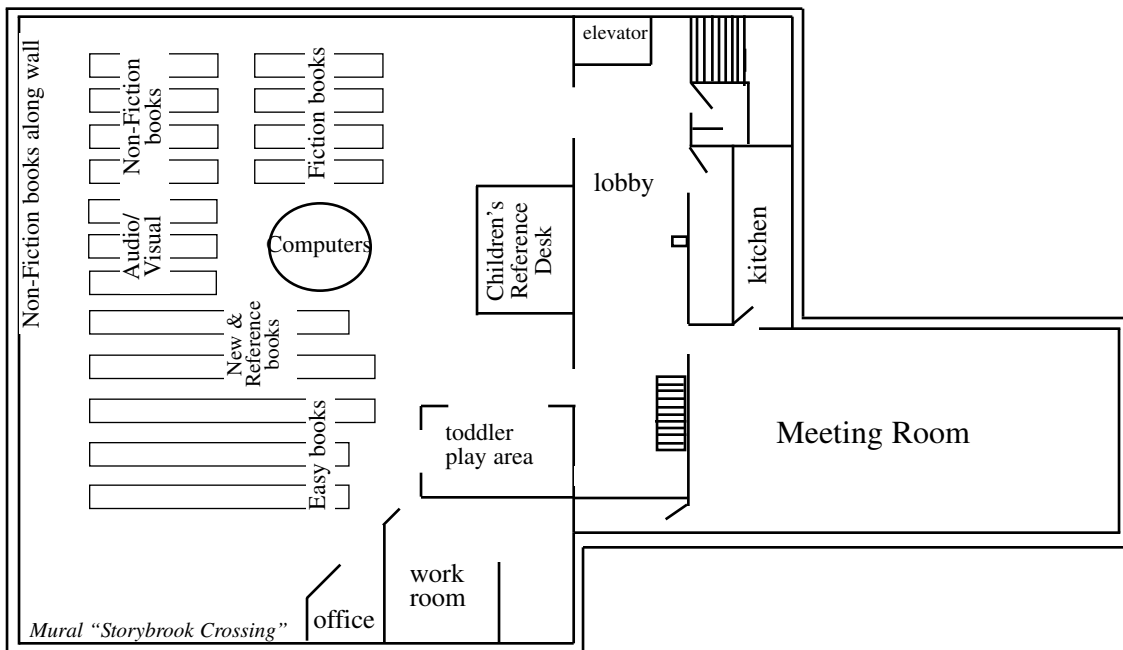 elevator
Non-Fiction books along wall
Non-Fiction
books
Fiction books
lobby
Audio/
Visual
Computers
Children's
Reference
Desk
kitchen
New &
Reference
books
Easy books
toddler
play area
Meeting Room
work
room
office
Mural “Storybrook Crossing”